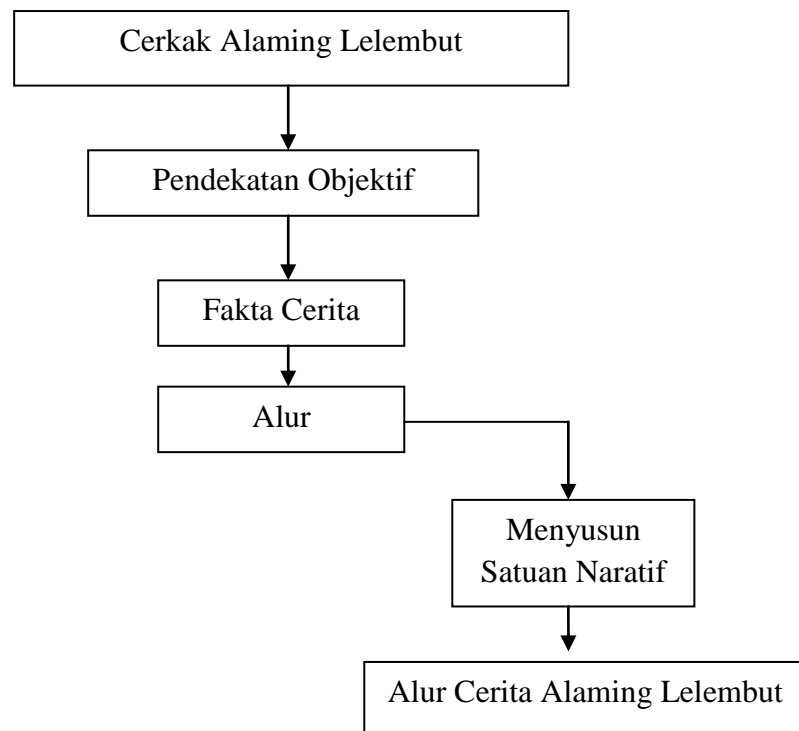 Cerkak Alaming Lelembut
Pendekatan Objektif
Fakta Cerita
Alur
Menyusun
Satuan Naratif
Alur Cerita Alaming Lelembut